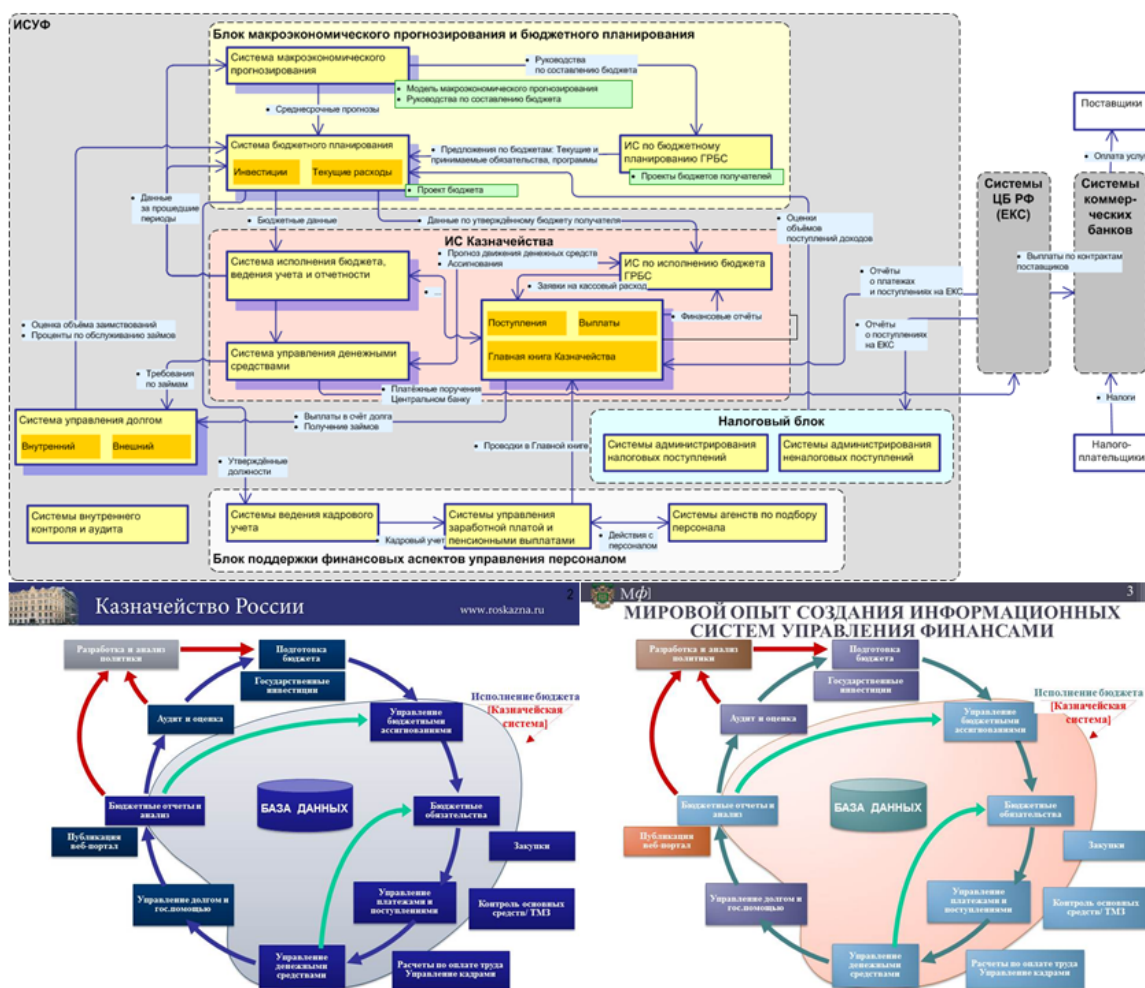 ИСУФ
Блок макроэкономического прогнозирования и бюджетного планирования
Система макроэкономического
прогнозирования
Руководства
по составлению бюджета
Модель макроэкономического прогнозирования
Руководства по составлению бюджета
Среднесрочные прогнозы
Система бюджетного планирования
Инвестиции
Текущие расходы
Предложения по бюджетам: Текущие и
принимаемые обязательства, программы
ИС по бюджетному
планированию ГРБС
Проекты бюджетов получателей
Проект бюджета
Данные
за прошедшие
периоды
Бюджетные данные
Данные по утверждённому бюджету получателя
Оценки
объёмов
поступлений доходов
Поставщики
Оплата услуг
Системы
ЦБ РФ
(ЕКС)
Системы
коммер-
ческих
банков
Выплаты по контрактам
поставщиков
ИС Казначейства
Система исполнения бюджета,
ведения учета и отчетности
Прогноз движения денежных средств
Ассигнования
ИС по исполнению бюджета
ГРБС
...
Заявки на кассовый расход
Поступления
Выплаты
Финансовые отчёты
Главная книга Казначейства
Отчёты
о платежах
и поступлениях на ЕКС
Отчёты
о поступлениях
на ЕКС
Оценка объёма заимствований
Проценты по обслуживанию займов
Система управления денежными
средствами
Требования
по займам
Платёжные поручения
Центральном банку
Система управления долгом
Внутренний
Внешний
Выплаты в счёт долга
Получение займов
Проводки в Главной книге
Налоговый блок
Системы администрирования
налоговых поступлений
Системы администрирования
неналоговых поступлений
Налоги
Налого-
плательщики
Утверждённые
должности
Системы внутреннего
контроля и аудита
Системы ведения кадрового
учета
Кадровый учет
Системы управления
заработной платой и
пенсионными выплатами
Действия с
персоналом
Системы агенств по подбору
персонала
Блок поддержки финансовых аспектов управления персоналом
Казначейство России
www.roskazna.ru
2
Разработка и анализ
политики
Подготовка
бюджета
Государственные
инвестиции
Аудит и оценка
Исполнение бюджета
[Казначейская
система]
Управление
бюджетными
ассигнованиями
БАЗА ДАННЫХ
Бюджетные отчеты и
анализ
Бюджетные
обязательства
Публикация
веб-портал
Закупки
Управление долгом и
гос.помощью
Управление
платежами и
поступлениями
Контроль основных
средств/ ТМЗ
Управление
денежными
средствами
Расчеты по оплате труда
Управление кадрами
Мф
3
МИРОВОЙ ОПЫТ СОЗДАНИЯ ИНФОРМАЦИОННЫХ
СИСТЕМ УПРАВЛЕНИЯ ФИНАНСАМИ
Разработка и анализ
политики
Подготовка
бюджета
Государственные
инвестиции
Аудит и оценка
Исполнение бюджета
[Казначейская
система]
Управление
бюджетными
ассигнованиями
БАЗА ДАННЫХ
Бюджетные отчеты и
анализ
Бюджетные
обязательства
Публикация
веб-портал
Закупки
Управление долгом и
гос.помощью
Управление
платежами и
поступлениями
Контроль основных
средств/ ТМЗ
Управление
денежными
средствами
Расчеты по оплате труда
Управление кадрами